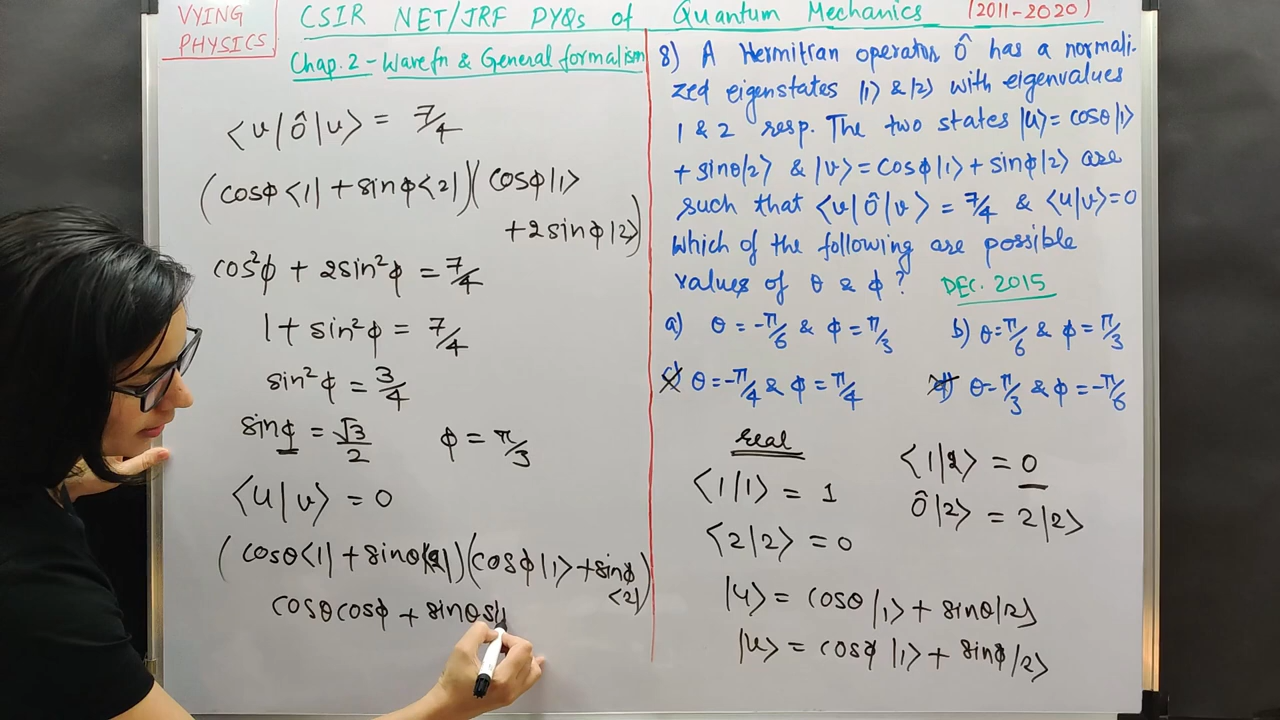 VYING
PHYSICS
CSIR NET/JRF PYQs of Quantum Mechanics (2011-2020)
Chap. 2 - Wavefn & General formalism
⟨v|Ô|v⟩ = 7/4
(cosφ⟨1| + sinφ⟨2|)(cosφ|1⟩
+2sinφ|2⟩)
cos²φ + 2sin²φ = 7/4
1 + sin²φ = 7/4
sin²φ = 3/4
sinφ = √3/2 φ = π/3
⟨u|v⟩ = 0
(cosθ⟨1| + sinθ⟨2|)(cosφ|1⟩ + sinφ
⟨2|)
cosθcosφ + sinθsi
8) A Hermitian operator Ô has a normali-
zed eigenstates |1⟩ & |2⟩ with eigenvalues
1 & 2 resp. The two states |u⟩ = cosθ|1⟩
+ sinθ|2⟩ & |v⟩ = cosφ|1⟩ + sinφ|2⟩ are
such that ⟨v|Ô|v⟩ = 7/4 & ⟨u|v⟩=0
Which of the following are possible
values of θ & φ? DEC. 2015
a) θ = -π/6 & φ = π/3 b) θ=π/6 & φ = π/3
c) θ = -π/4 & φ = π/4 d) θ=π/3 & φ = -π/6
real
⟨1|1⟩ = 1
⟨2|2⟩ = 0
⟨1|2⟩ = 0
Ô|2⟩ = 2|2⟩
|u⟩ = cosθ|1⟩ + sinθ|2⟩
|v⟩ = cosφ|1⟩ + sinφ|2⟩